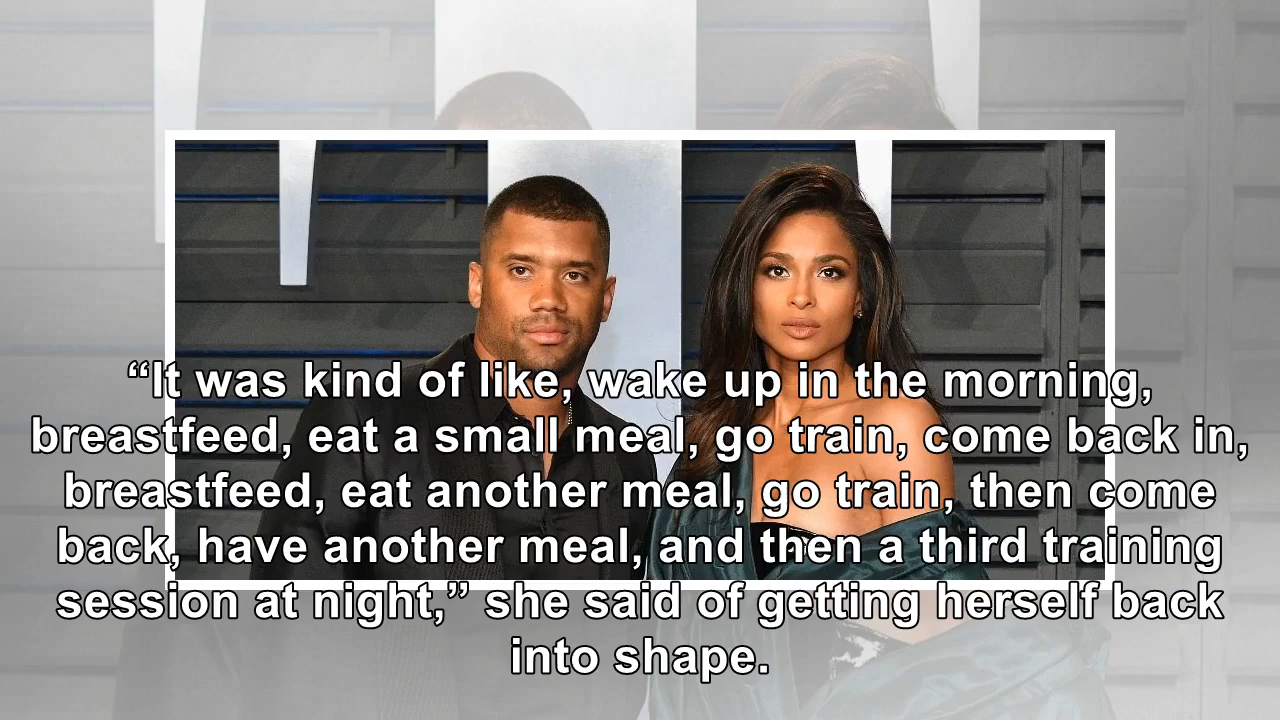 “It was kind of like, wake up in the morning,
breastfeed, eat a small meal, go train, come back in,
breastfeed, eat another meal, go train, then come
back, have another meal, and then a third training
session at night,” she said of getting herself back
into shape.